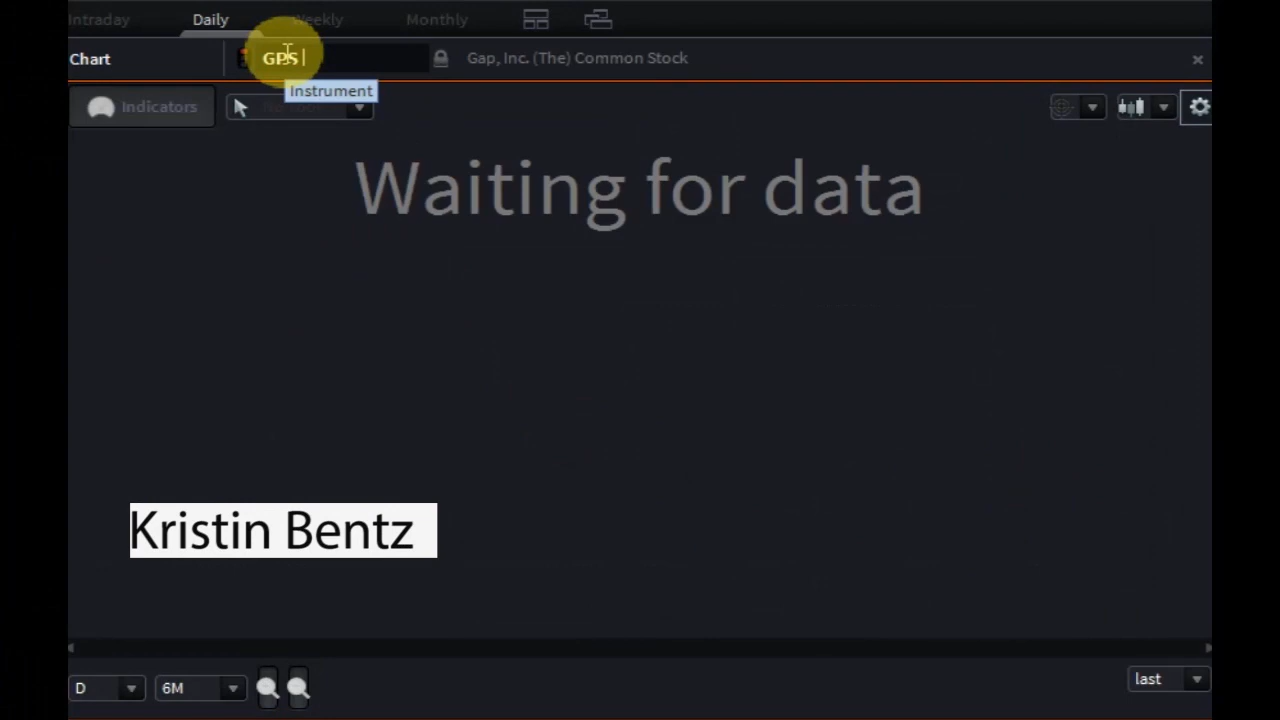 Intraday Daily Weekly Monthly
Chart GPS Gap, Inc. (The) Common Stock
Instrument
Indicators
Waiting for data
Kristin Bentz
D 6M last